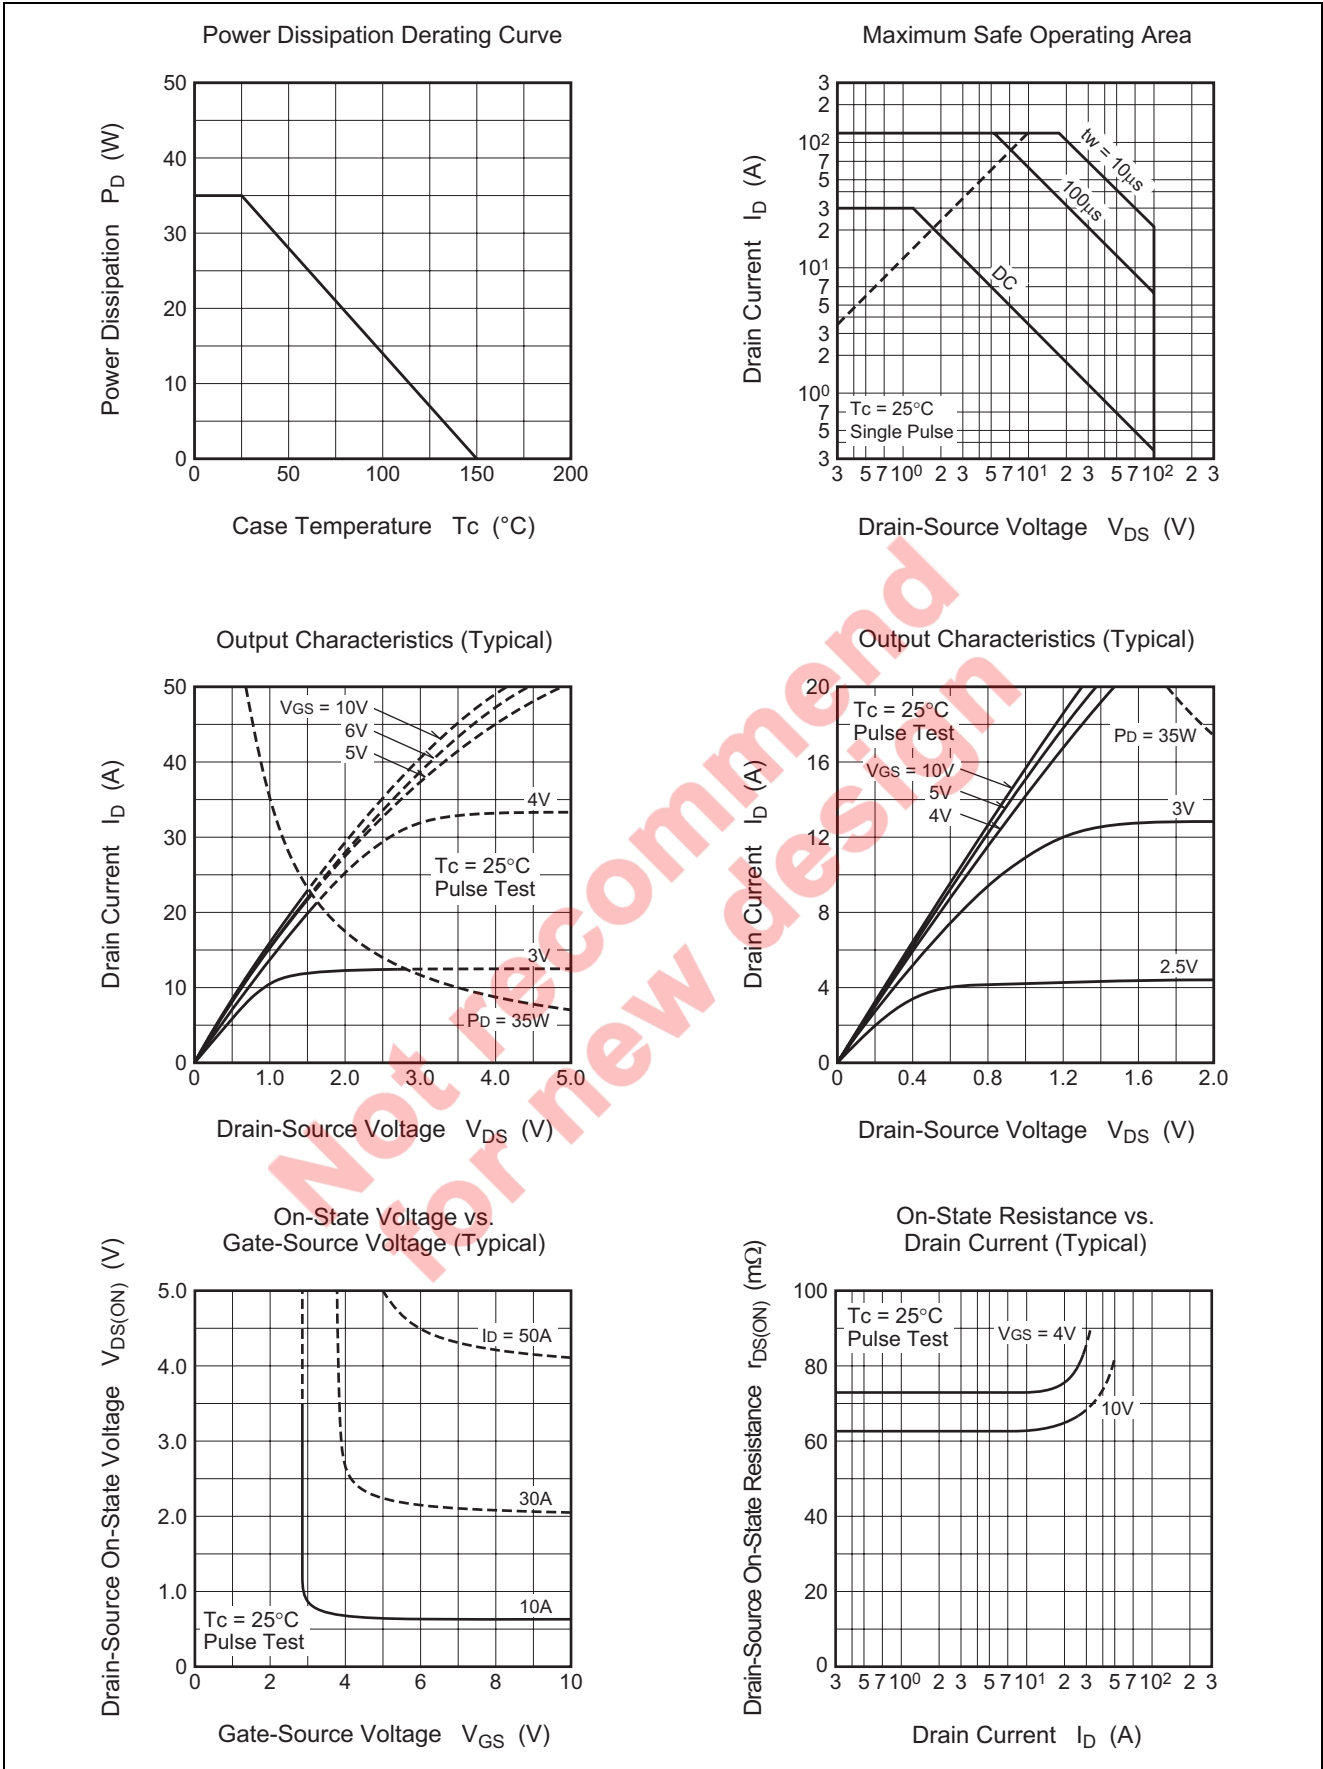 Power Dissipation Derating Curve
Power Dissipation P_D (W)
50
40
30
20
10
0
0 50 100 150 200
Case Temperature Tc (°C)
Maximum Safe Operating Area
Drain Current I_D (A)
3
2
10²
7
5
3
2
10¹
7
5
3
2
10⁰
7
5
3
tw = 10μs
100μs
DC
Tc = 25°C
Single Pulse
3 5 7 10⁰ 2 3 5 7 10¹ 2 3 5 7 10² 2 3
Drain-Source Voltage V_DS (V)
Output Characteristics (Typical)
Drain Current I_D (A)
50
40
30
20
10
0
VGS = 10V
6V
5V
4V
Tc = 25°C
Pulse Test
3V
PD = 35W
0 1.0 2.0 3.0 4.0 5.0
Drain-Source Voltage V_DS (V)
Output Characteristics (Typical)
Drain Current I_D (A)
20
16
12
8
4
0
Tc = 25°C
Pulse Test
PD = 35W
VGS = 10V
5V
4V
3V
2.5V
0 0.4 0.8 1.2 1.6 2.0
Drain-Source Voltage V_DS (V)
Not recommend
for new design
On-State Voltage vs.
Gate-Source Voltage (Typical)
Drain-Source On-State Voltage V_DS(ON) (V)
5.0
4.0
3.0
2.0
1.0
0
ID = 50A
30A
10A
Tc = 25°C
Pulse Test
0 2 4 6 8 10
Gate-Source Voltage V_GS (V)
On-State Resistance vs.
Drain Current (Typical)
Drain-Source On-State Resistance r_DS(ON) (mΩ)
100
80
60
40
20
0
Tc = 25°C
Pulse Test
VGS = 4V
10V
3 5 7 10⁰ 2 3 5 7 10¹ 2 3 5 7 10² 2 3
Drain Current I_D (A)